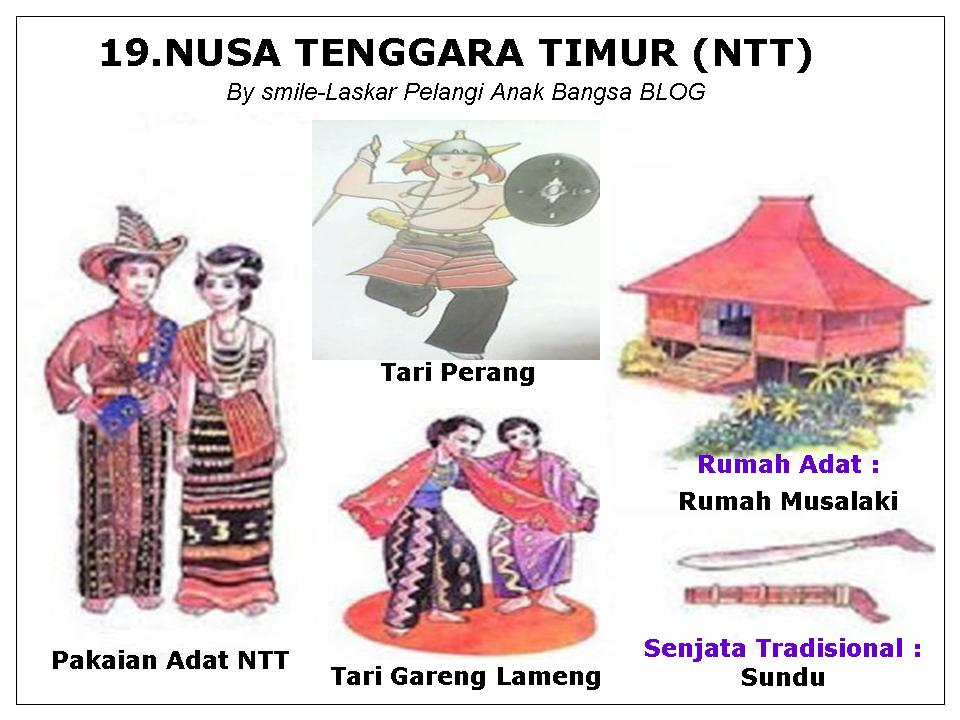 19.NUSA TENGGARA TIMUR (NTT)
By smile-Laskar Pelangi Anak Bangsa BLOG
Tari Perang
Rumah Adat :
Rumah Musalaki
Pakaian Adat NTT
Tari Gareng Lameng
Senjata Tradisional :
Sundu